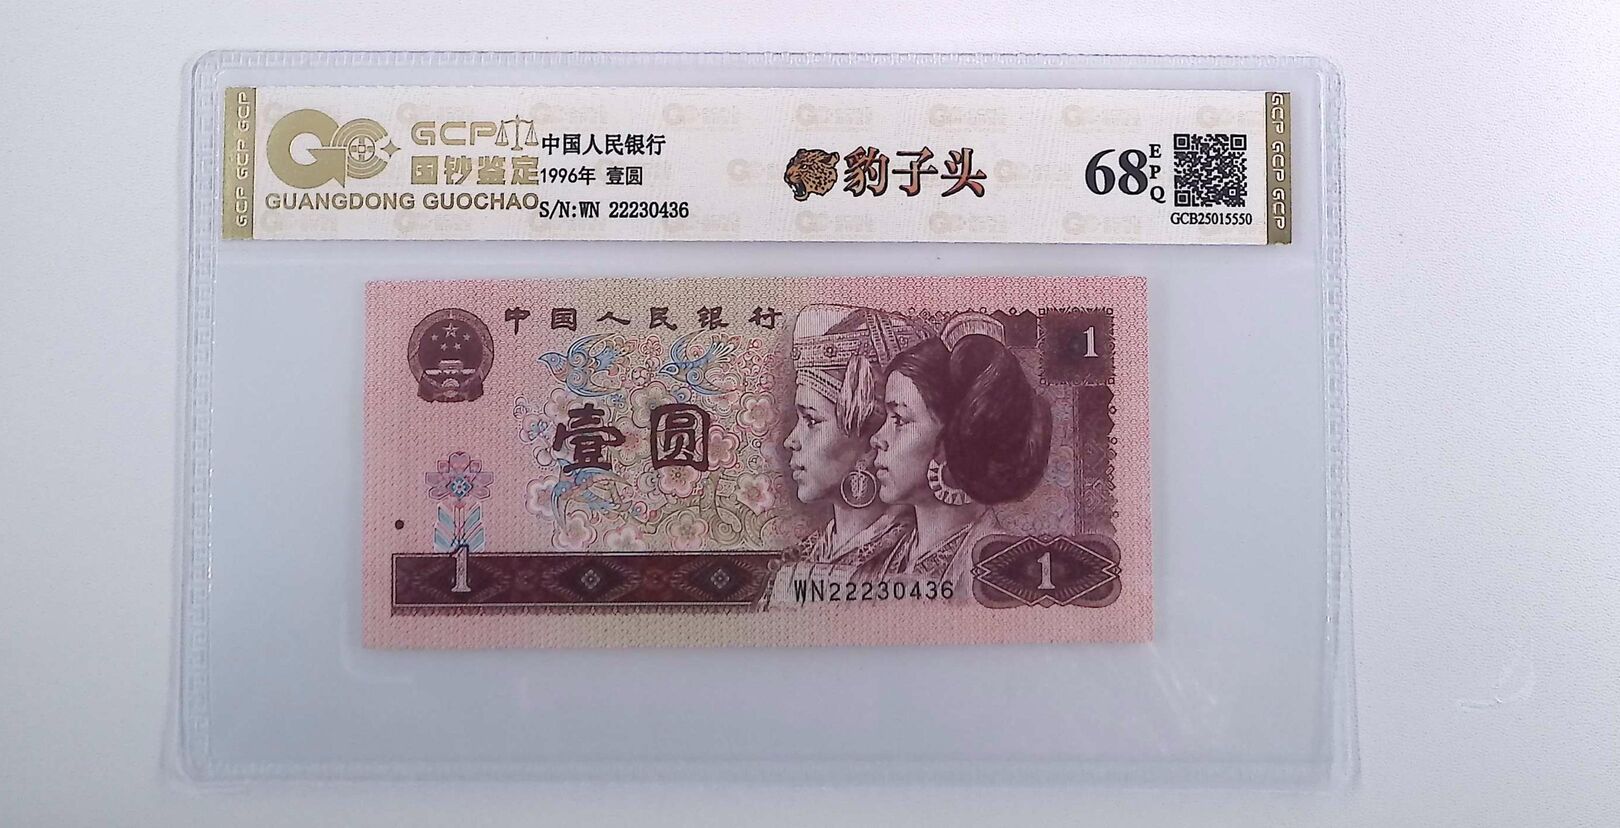 GCP GCP GCP
GCP
国钞鉴定
GUANGDONG GUOCHAO
中国人民银行
1996年 壹圆
S/N:WN 22230436
豹子头
68 EPQ
GCB25015550
GCP GCP GCP
中国人民银行
1
壹圆
1
WN22230436
1